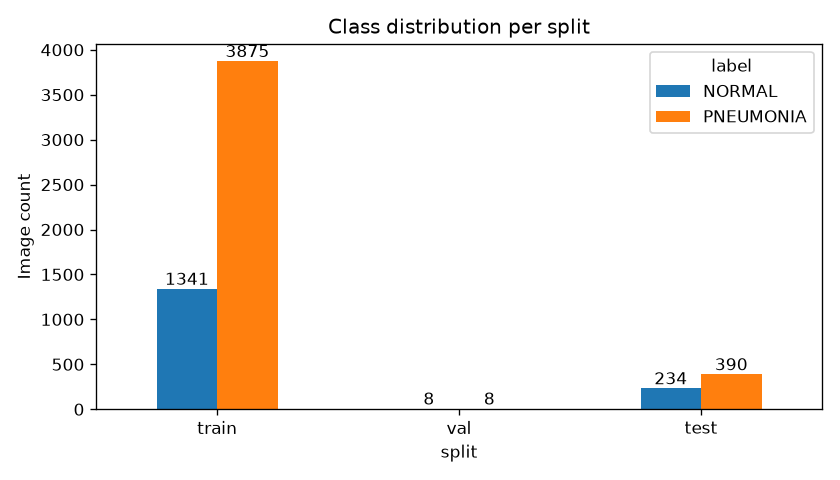 Class distribution per split
Image count
4000
3500
3000
2500
2000
1500
1000
500
0
3875
1341
8
8
234
390
label
NORMAL
PNEUMONIA
train
val
test
split